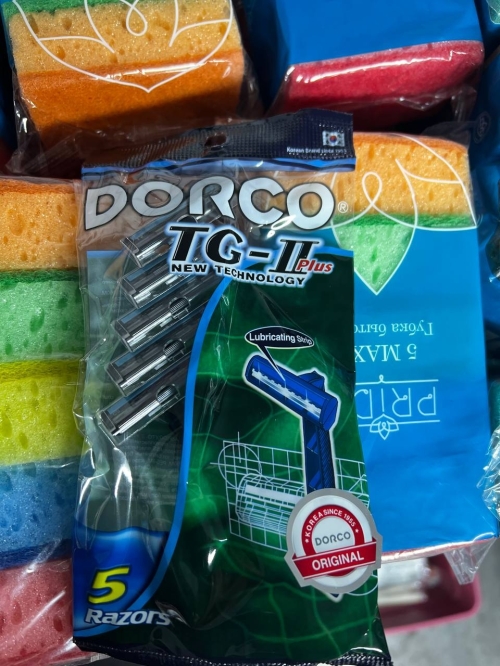 Korean Brand since 1955
DORCO®
TG-II Plus
NEW TECHNOLOGY
Lubricating Strip
KOREA SINCE 1955
DORCO
ORIGINAL
5
Razors
5 MAX
Губка быто
PRID